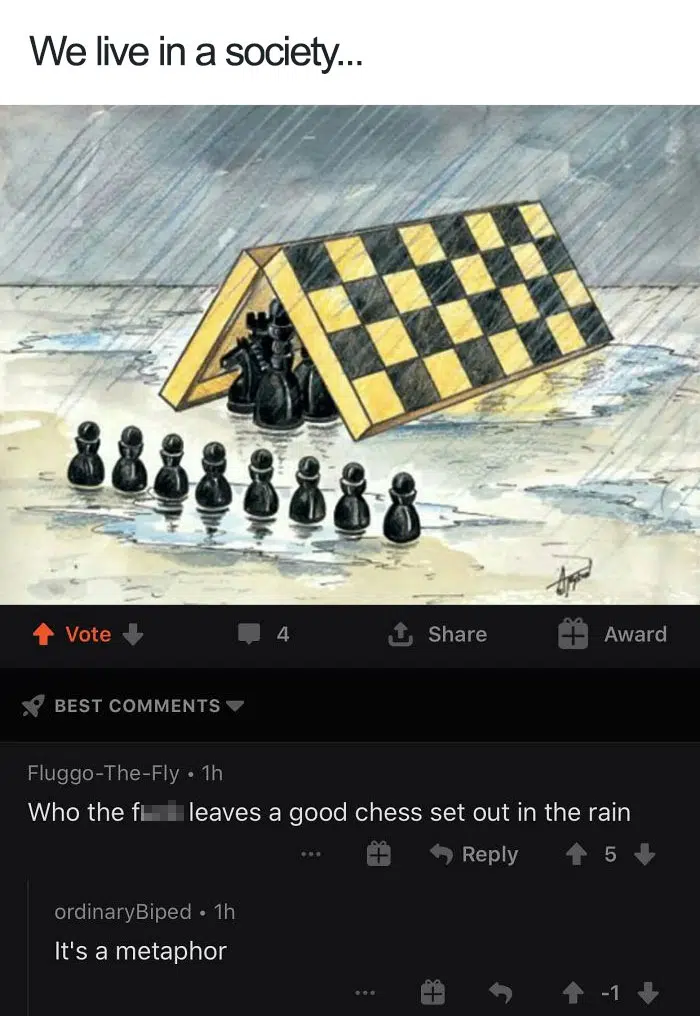 We live in a society...
Vote
4
Share
Award
BEST COMMENTS
Fluggo-The-Fly • 1h
Who the f leaves a good chess set out in the rain
... Reply 5
ordinaryBiped • 1h
It's a metaphor
... -1